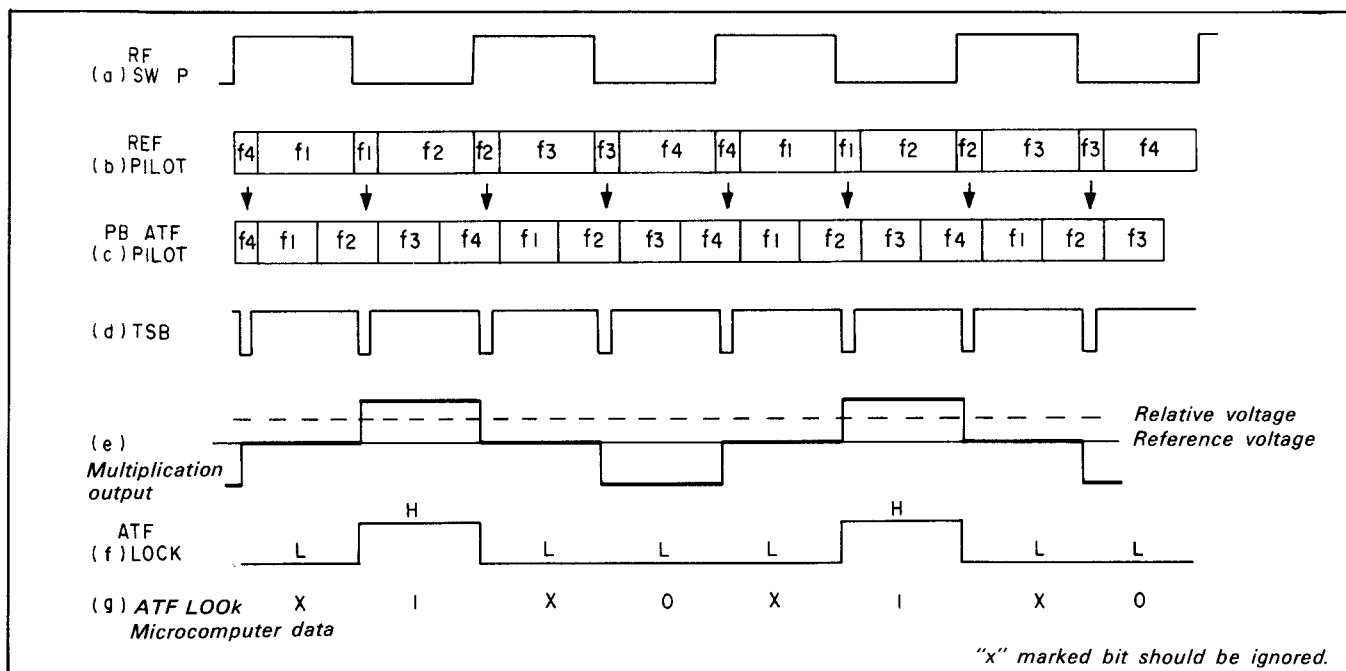 RF
(a) SW P
REF
(b) PILOT
f4 f1 f1 f2 f2 f3 f3 f4 f4 f1 f1 f2 f2 f3 f3 f4
PB ATF
(c) PILOT
f4 f1 f2 f3 f4 f1 f2 f3 f4 f1 f2 f3 f4 f1 f2 f3
(d) TSB
Relative voltage
(e) Reference voltage
Multiplication
output
ATF H H
(f) LOCK L L L L L L
(g) ATF LOOk X I X O X I X O
Microcomputer data
"x" marked bit should be ignored.